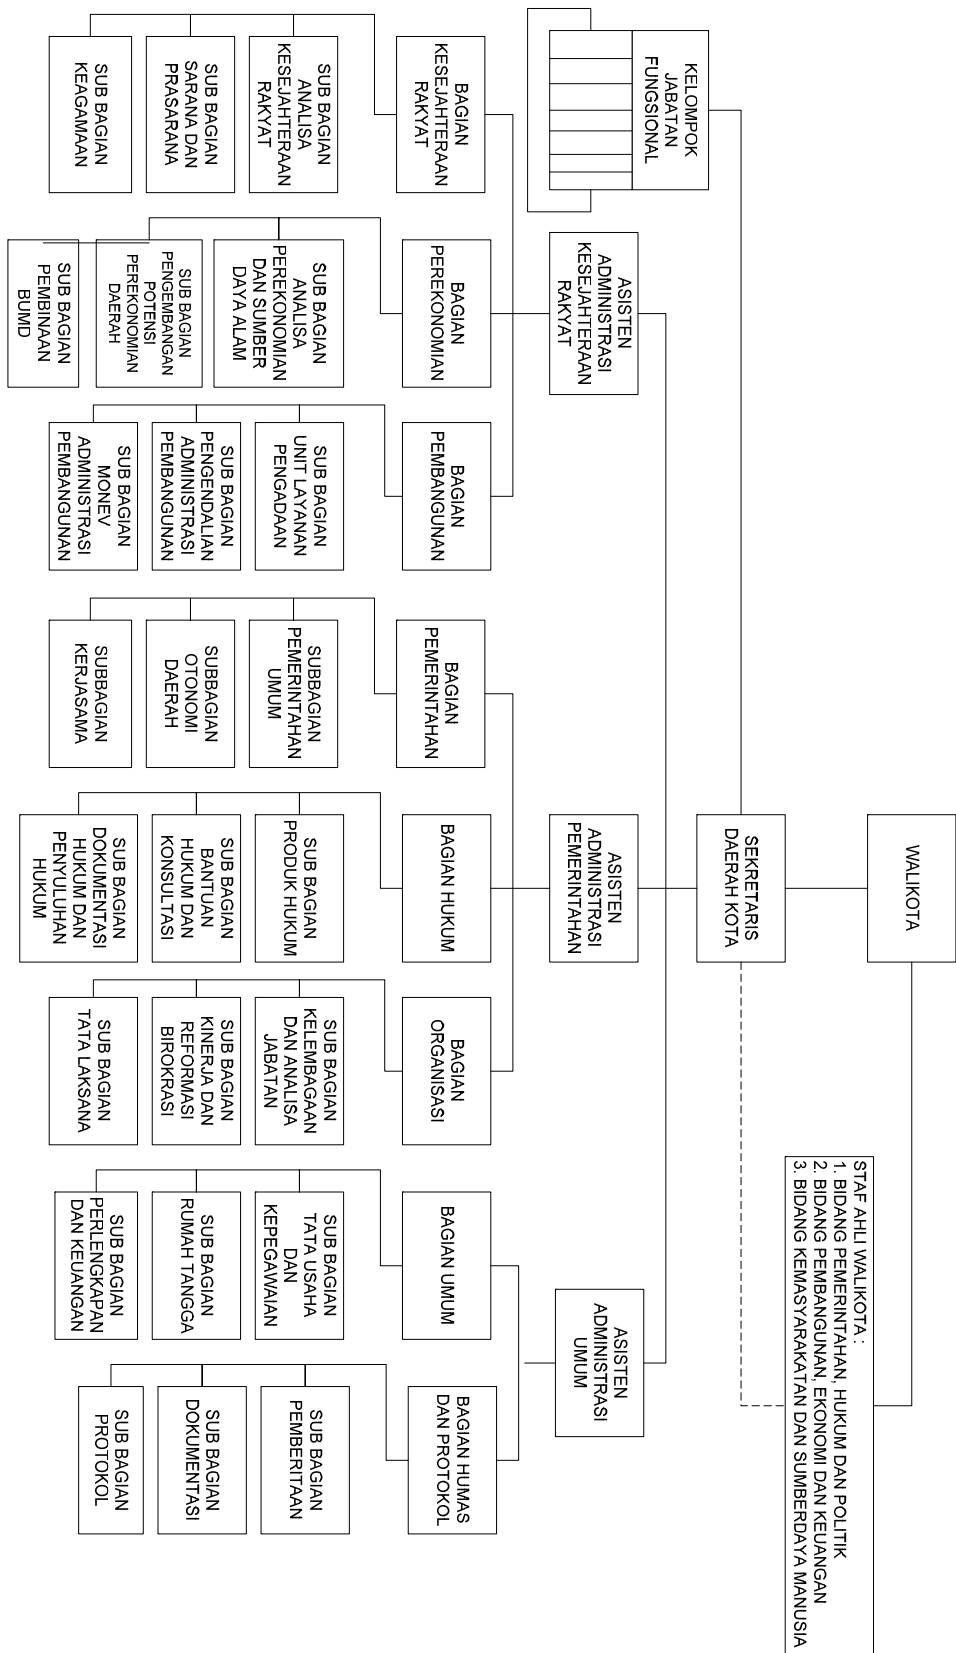 WALIKOTA
STAF AHLI WALIKOTA :
1. BIDANG PEMERINTAHAN, HUKUM DAN POLITIK
2. BIDANG PEMBANGUNAN, EKONOMI DAN KEUANGAN
3. BIDANG KEMASYARAKATAN DAN SUMBERDAYA MANUSIA
SEKRETARIS
DAERAH KOTA
KELOMPOK
JABATAN
FUNGSIONAL
ASISTEN
ADMINISTRASI
KESEJAHTERAAN
RAKYAT
ASISTEN
ADMINISTRASI
PEMERINTAHAN
ASISTEN
ADMINISTRASI
UMUM
BAGIAN
KESEJAHTERAAN
RAKYAT
BAGIAN
PEREKONOMIAN
BAGIAN
PEMBANGUNAN
BAGIAN
PEMERINTAHAN
BAGIAN HUKUM
BAGIAN
ORGANISASI
BAGIAN UMUM
BAGIAN HUMAS
DAN PROTOKOL
SUB BAGIAN
ANALISA
KESEJAHTERAAN
RAKYAT
SUB BAGIAN
ANALISA
PEREKONOMIAN
DAN SUMBER
DAYA ALAM
SUB BAGIAN
UNIT LAYANAN
PENGADAAN
SUBBAGIAN
PEMERINTAHAN
UMUM
SUB BAGIAN
PRODUK HUKUM
SUB BAGIAN
KELEMBAGAAN
DAN ANALISA
JABATAN
SUB BAGIAN
TATA USAHA
DAN
KEPEGAWAIAN
SUB BAGIAN
PEMBERITAAN
SUB BAGIAN
SARANA DAN
PRASARANA
SUB BAGIAN
PENGEMBANGAN
POTENSI
PEREKONOMIAN
DAERAH
SUB BAGIAN
PENGENDALIAN
ADMINISTRASI
PEMBANGUNAN
SUBBAGIAN
OTONOMI
DAERAH
SUB BAGIAN
BANTUAN
HUKUM DAN
KONSULTASI
SUB BAGIAN
KINERJA DAN
REFORMASI
BIROKRASI
SUB BAGIAN
RUMAH TANGGA
SUB BAGIAN
DOKUMENTASI
SUB BAGIAN
KEAGAMAAN
SUB BAGIAN
PEMBINAAN
BUMD
SUB BAGIAN
MONEV
ADMINISTRASI
PEMBANGUNAN
SUBBAGIAN
KERJASAMA
SUB BAGIAN
DOKUMENTASI
HUKUM DAN
PENYULUHAN
HUKUM
SUB BAGIAN
TATA LAKSANA
SUB BAGIAN
PERLENGKAPAN
DAN KEUANGAN
SUB BAGIAN
PROTOKOL